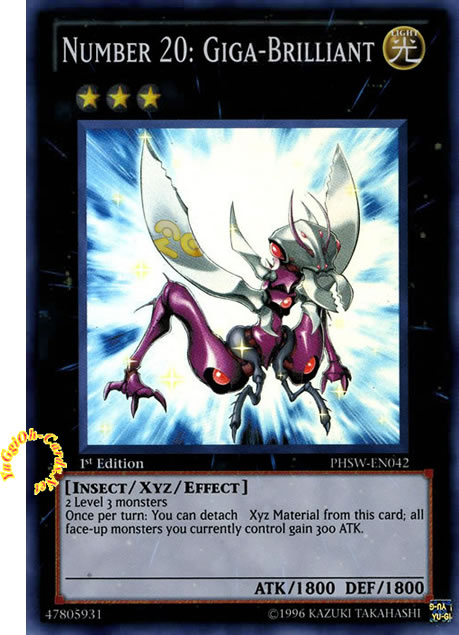 NUMBER 20: GIGA-BRILLIANT
LIGHT
光
20
1st Edition
PHSW-EN042
[INSECT/XYZ/EFFECT]
2 Level 3 monsters
Once per turn: You can detach Xyz Material from this card; all
face-up monsters you currently control gain 300 ATK.
ATK/1800 DEF/1800
47805931
©1996 KAZUKI TAKAHASHI
YuGgiOh-Cards.Net